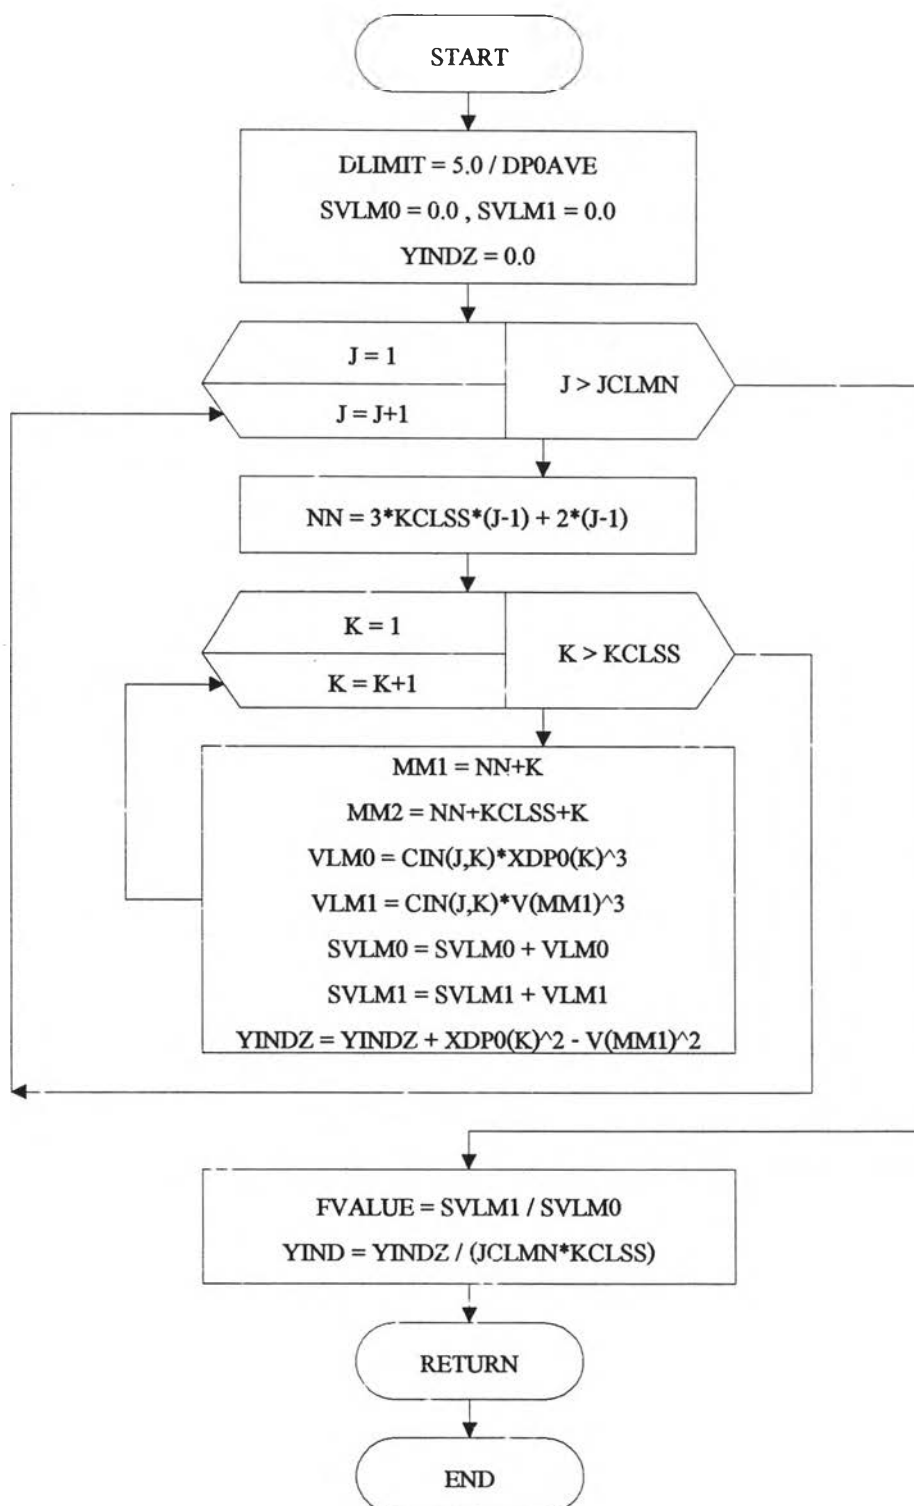 START
DLIMIT = 5.0 / DP0AVE
SVLM0 = 0.0 , SVLM1 = 0.0
YINDZ = 0.0
J = 1
J > JCLMN
J = J+1
NN = 3*KCLSS*(J-1) + 2*(J-1)
K = 1
K > KCLSS
K = K+1
MM1 = NN+K
MM2 = NN+KCLSS+K
VLM0 = CIN(J,K)*XDP0(K)^3
VLM1 = CIN(J,K)*V(MM1)^3
SVLM0 = SVLM0 + VLM0
SVLM1 = SVLM1 + VLM1
YINDZ = YINDZ + XDP0(K)^2 - V(MM1)^2
FVALUE = SVLM1 / SVLM0
YIND = YINDZ / (JCLMN*KCLSS)
RETURN
END